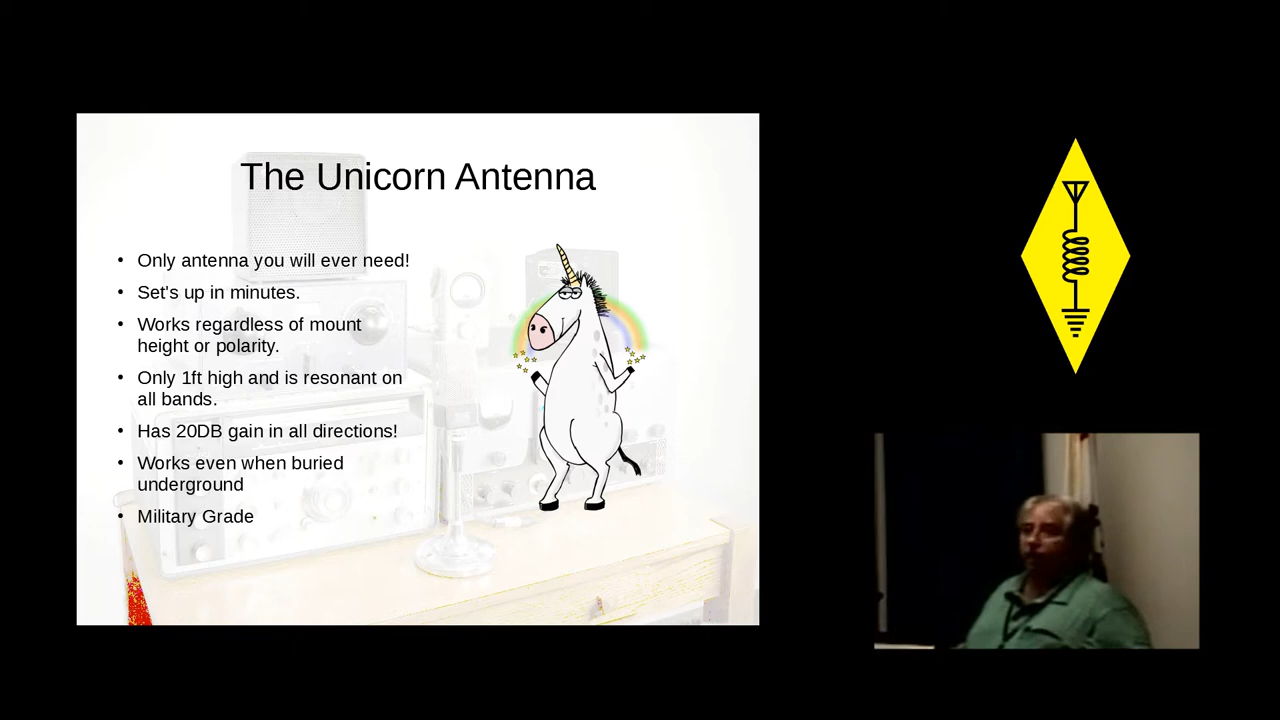 The Unicorn Antenna
• Only antenna you will ever need!
• Set's up in minutes.
• Works regardless of mount
height or polarity.
• Only 1ft high and is resonant on
all bands.
• Has 20DB gain in all directions!
• Works even when buried
underground
• Military Grade